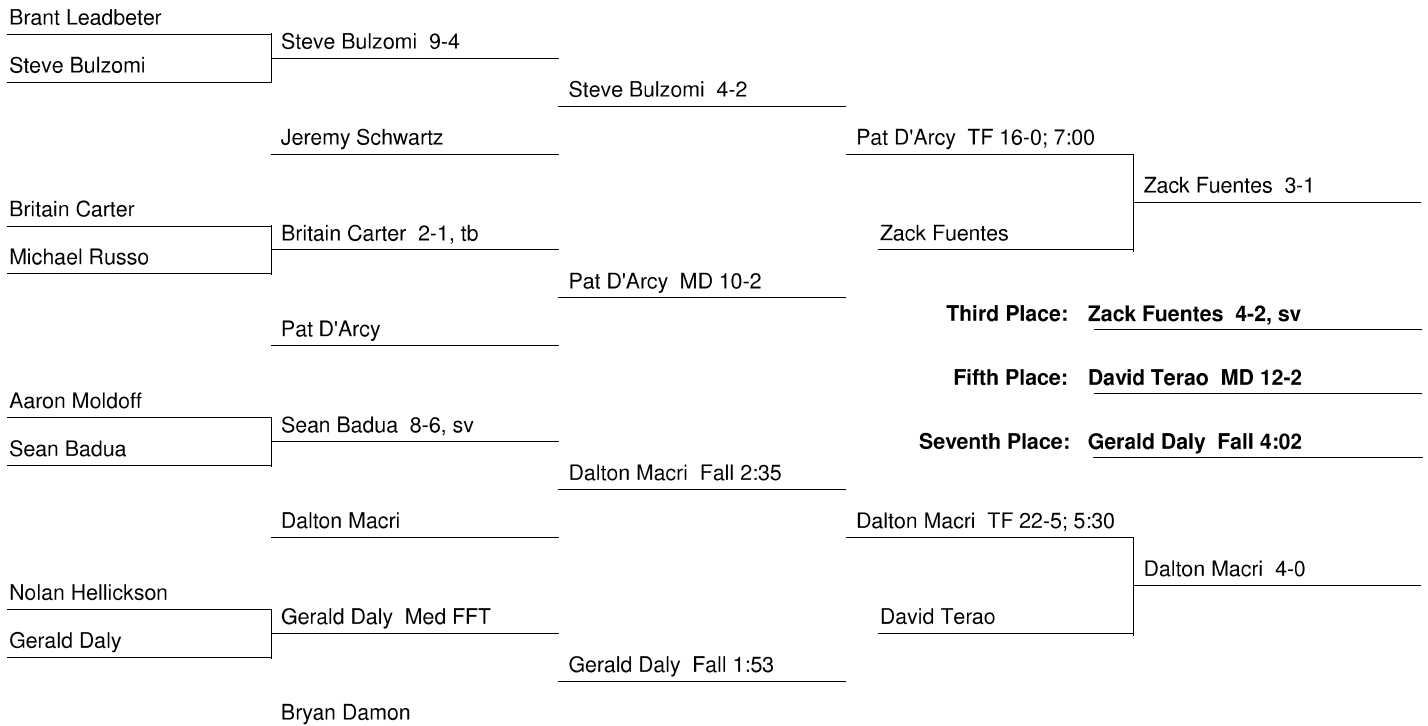 Brant Leadbeter
Steve Bulzomi
Steve Bulzomi  9-4
Jeremy Schwartz
Steve Bulzomi  4-2
Britain Carter
Michael Russo
Britain Carter  2-1, tb
Pat D'Arcy
Pat D'Arcy  MD 10-2
Pat D'Arcy  TF 16-0; 7:00
Zack Fuentes
Zack Fuentes  3-1
Third Place:  Zack Fuentes  4-2, sv
Fifth Place:  David Terao  MD 12-2
Seventh Place:  Gerald Daly  Fall 4:02
Aaron Moldoff
Sean Badua
Sean Badua  8-6, sv
Dalton Macri
Dalton Macri  Fall 2:35
Nolan Hellickson
Gerald Daly
Gerald Daly  Med FFT
Bryan Damon
Gerald Daly  Fall 1:53
Dalton Macri  TF 22-5; 5:30
David Terao
Dalton Macri  4-0